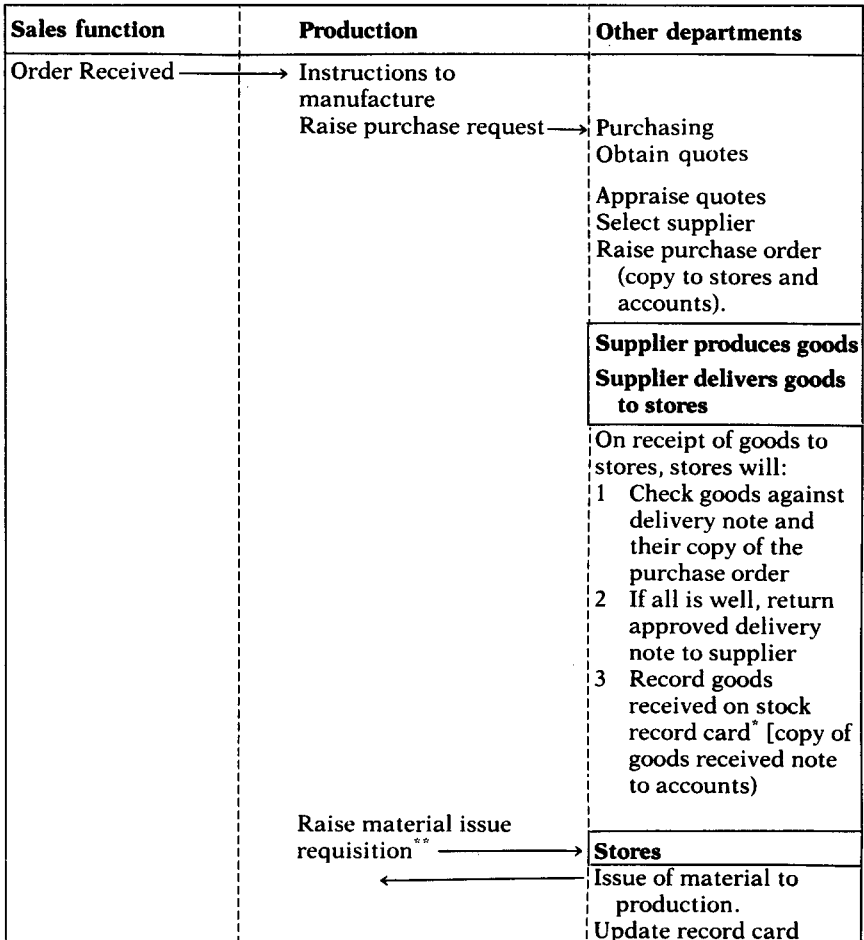 Sales function
Production
Other departments
Order Received
Instructions to
manufacture
Raise purchase request
Purchasing
Obtain quotes
Appraise quotes
Select supplier
Raise purchase order
(copy to stores and
accounts).
Supplier produces goods
Supplier delivers goods
to stores
On receipt of goods to
stores, stores will:
1 Check goods against
delivery note and
their copy of the
purchase order
2 If all is well, return
approved delivery
note to supplier
3 Record goods
received on stock
record card* [copy of
goods received note
to accounts)
Raise material issue
requisition**
Stores
Issue of material to
production.
Update record card